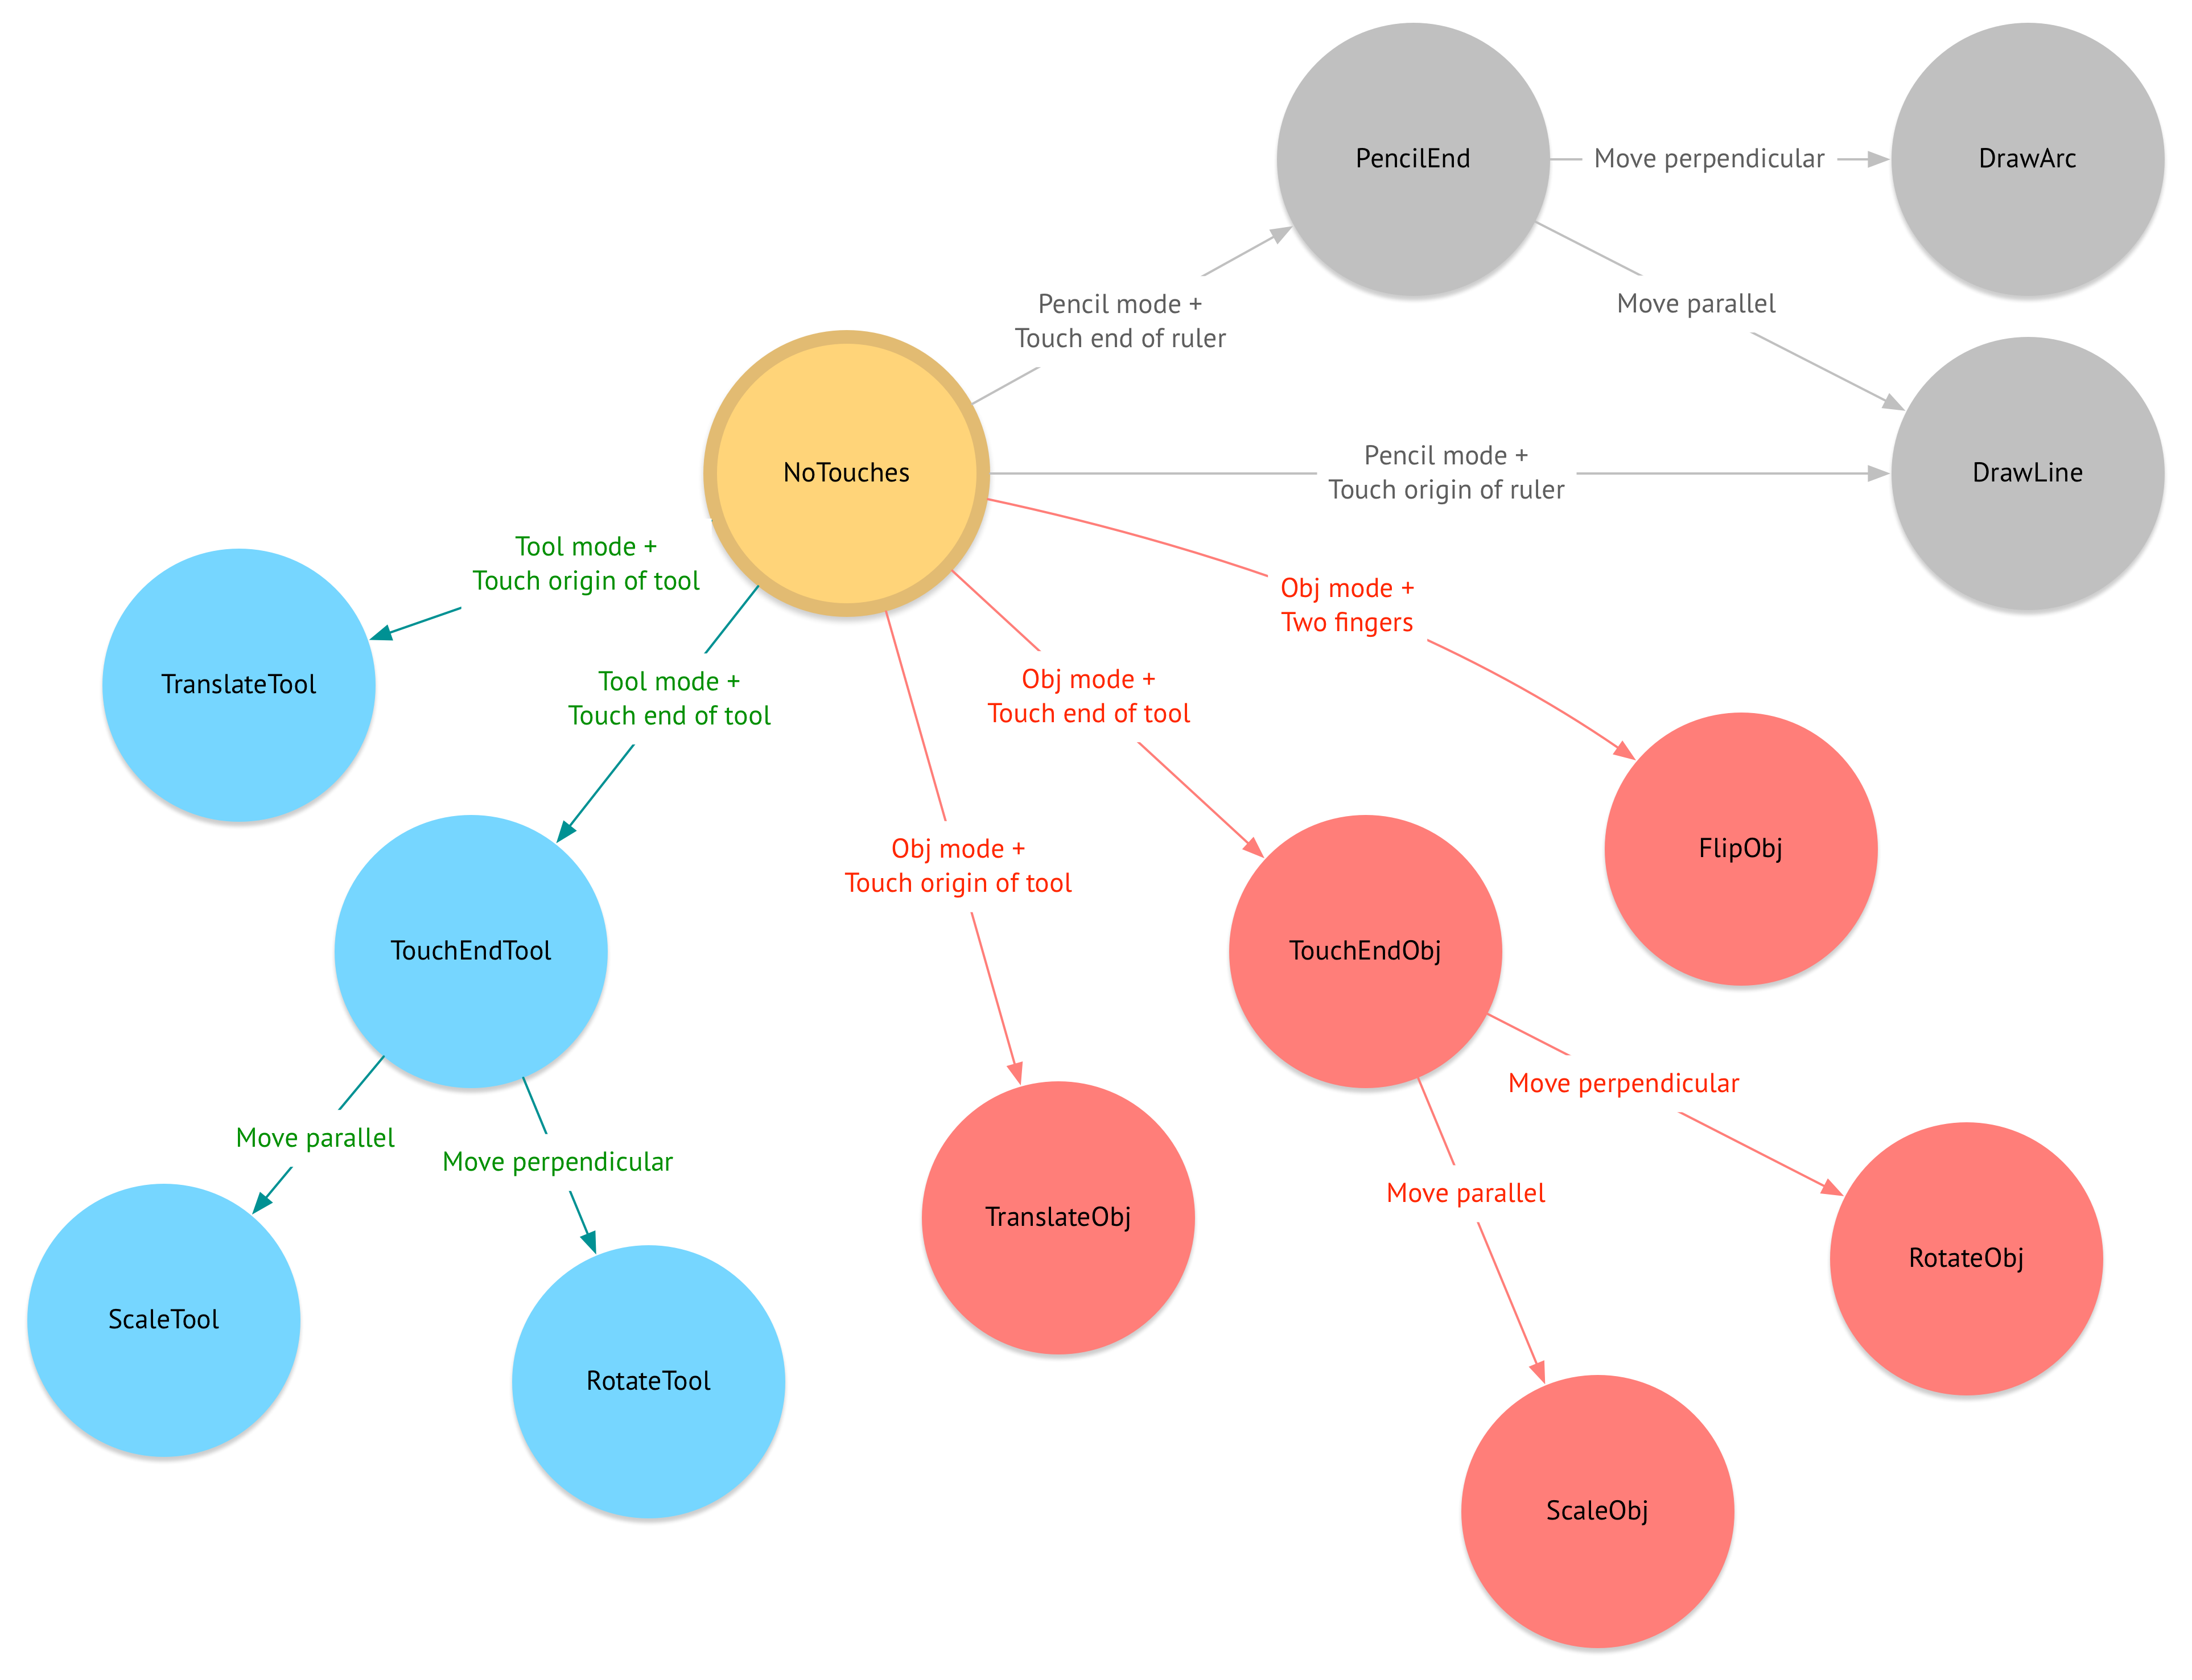 PencilEnd
Move perpendicular
DrawArc
Pencil mode +
Touch end of ruler
Move parallel
NoTouches
Pencil mode +
Touch origin of ruler
DrawLine
Tool mode +
Touch origin of tool
Obj mode +
Two fingers
TranslateTool
Tool mode +
Touch end of tool
Obj mode +
Touch end of tool
Obj mode +
Touch origin of tool
FlipObj
TouchEndTool
TouchEndObj
Move perpendicular
Move parallel
Move perpendicular
Move parallel
TranslateObj
RotateObj
ScaleTool
RotateTool
ScaleObj